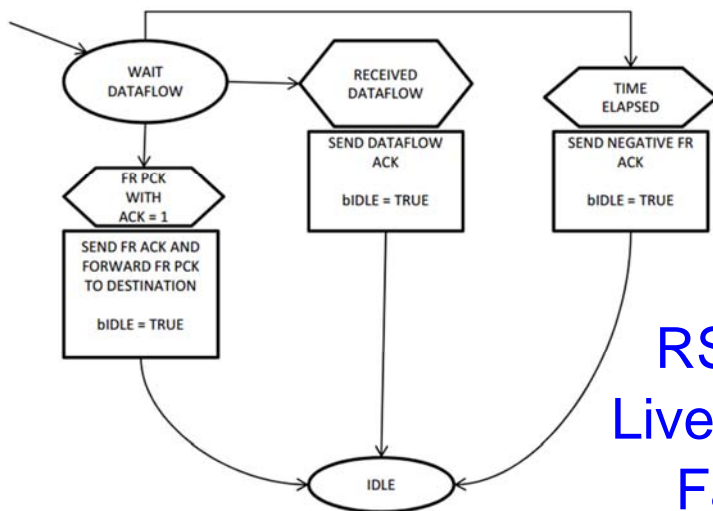 WAIT
DATAFLOW
RECEIVED
DATAFLOW
TIME
ELAPSED
SEND DATAFLOW
ACK
bIDLE = TRUE
SEND NEGATIVE FR
ACK
bIDLE = TRUE
FR PCK
WITH
ACK = 1
SEND FR ACK AND
FORWARD FR PCK
TO DESTINATION
bIDLE = TRUE
IDLE
RS
Live
Fa